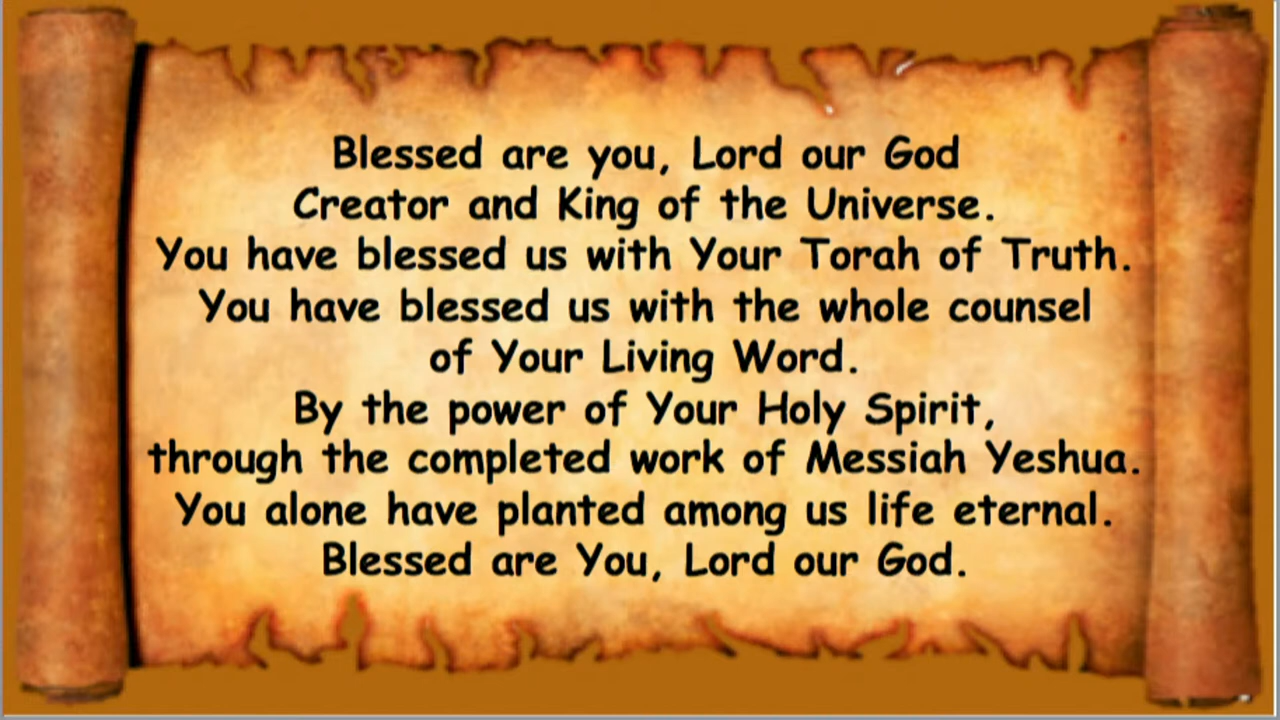 Blessed are you, Lord our God
Creator and King of the Universe.
You have blessed us with Your Torah of Truth.
You have blessed us with the whole counsel
of Your Living Word.
By the power of Your Holy Spirit,
through the completed work of Messiah Yeshua.
You alone have planted among us life eternal.
Blessed are You, Lord our God.